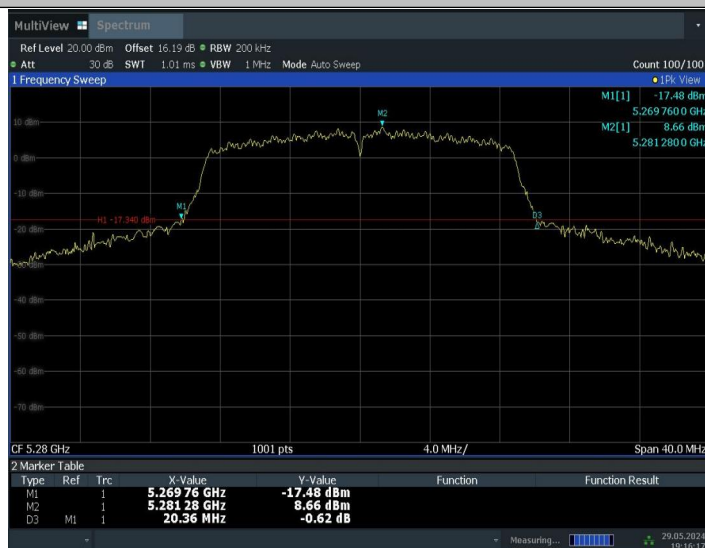 MultiView Spectrum
Ref Level 20.00 dBm Offset 16.19 dB RBW 200 kHz
Att 30 dB SWT 1.01 ms VBW 1 MHz Mode Auto Sweep Count 100/100
1 Frequency Sweep 1Pk View
M1[1] -17.48 dBm
5.269 760 0 GHz
M2[1] 8.66 dBm
5.281 280 0 GHz
M2
10 dBm
0 dBm
-10 dBm
M1
H1 -17.340 dBm
D3
-20 dBm
-30 dBm
-40 dBm
-50 dBm
-60 dBm
-70 dBm
CF 5.28 GHz 1001 pts 4.0 MHz/ Span 40.0 MHz
2 Marker Table
Type Ref Trc X-Value Y-Value Function Function Result
M1 1 5.269 76 GHz -17.48 dBm
M2 1 5.281 28 GHz 8.66 dBm
D3 M1 1 20.36 MHz -0.62 dB
Measuring... 29.05.2024
19:16:17